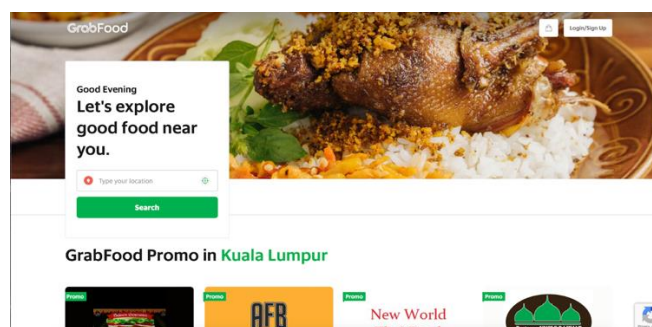 GrabFood
Login/Sign Up
Good Evening
Let's explore
good food near
you.
Type your location
Search
GrabFood Promo in Kuala Lumpur
Promo
Promo
Promo
Promo
AFB
New World